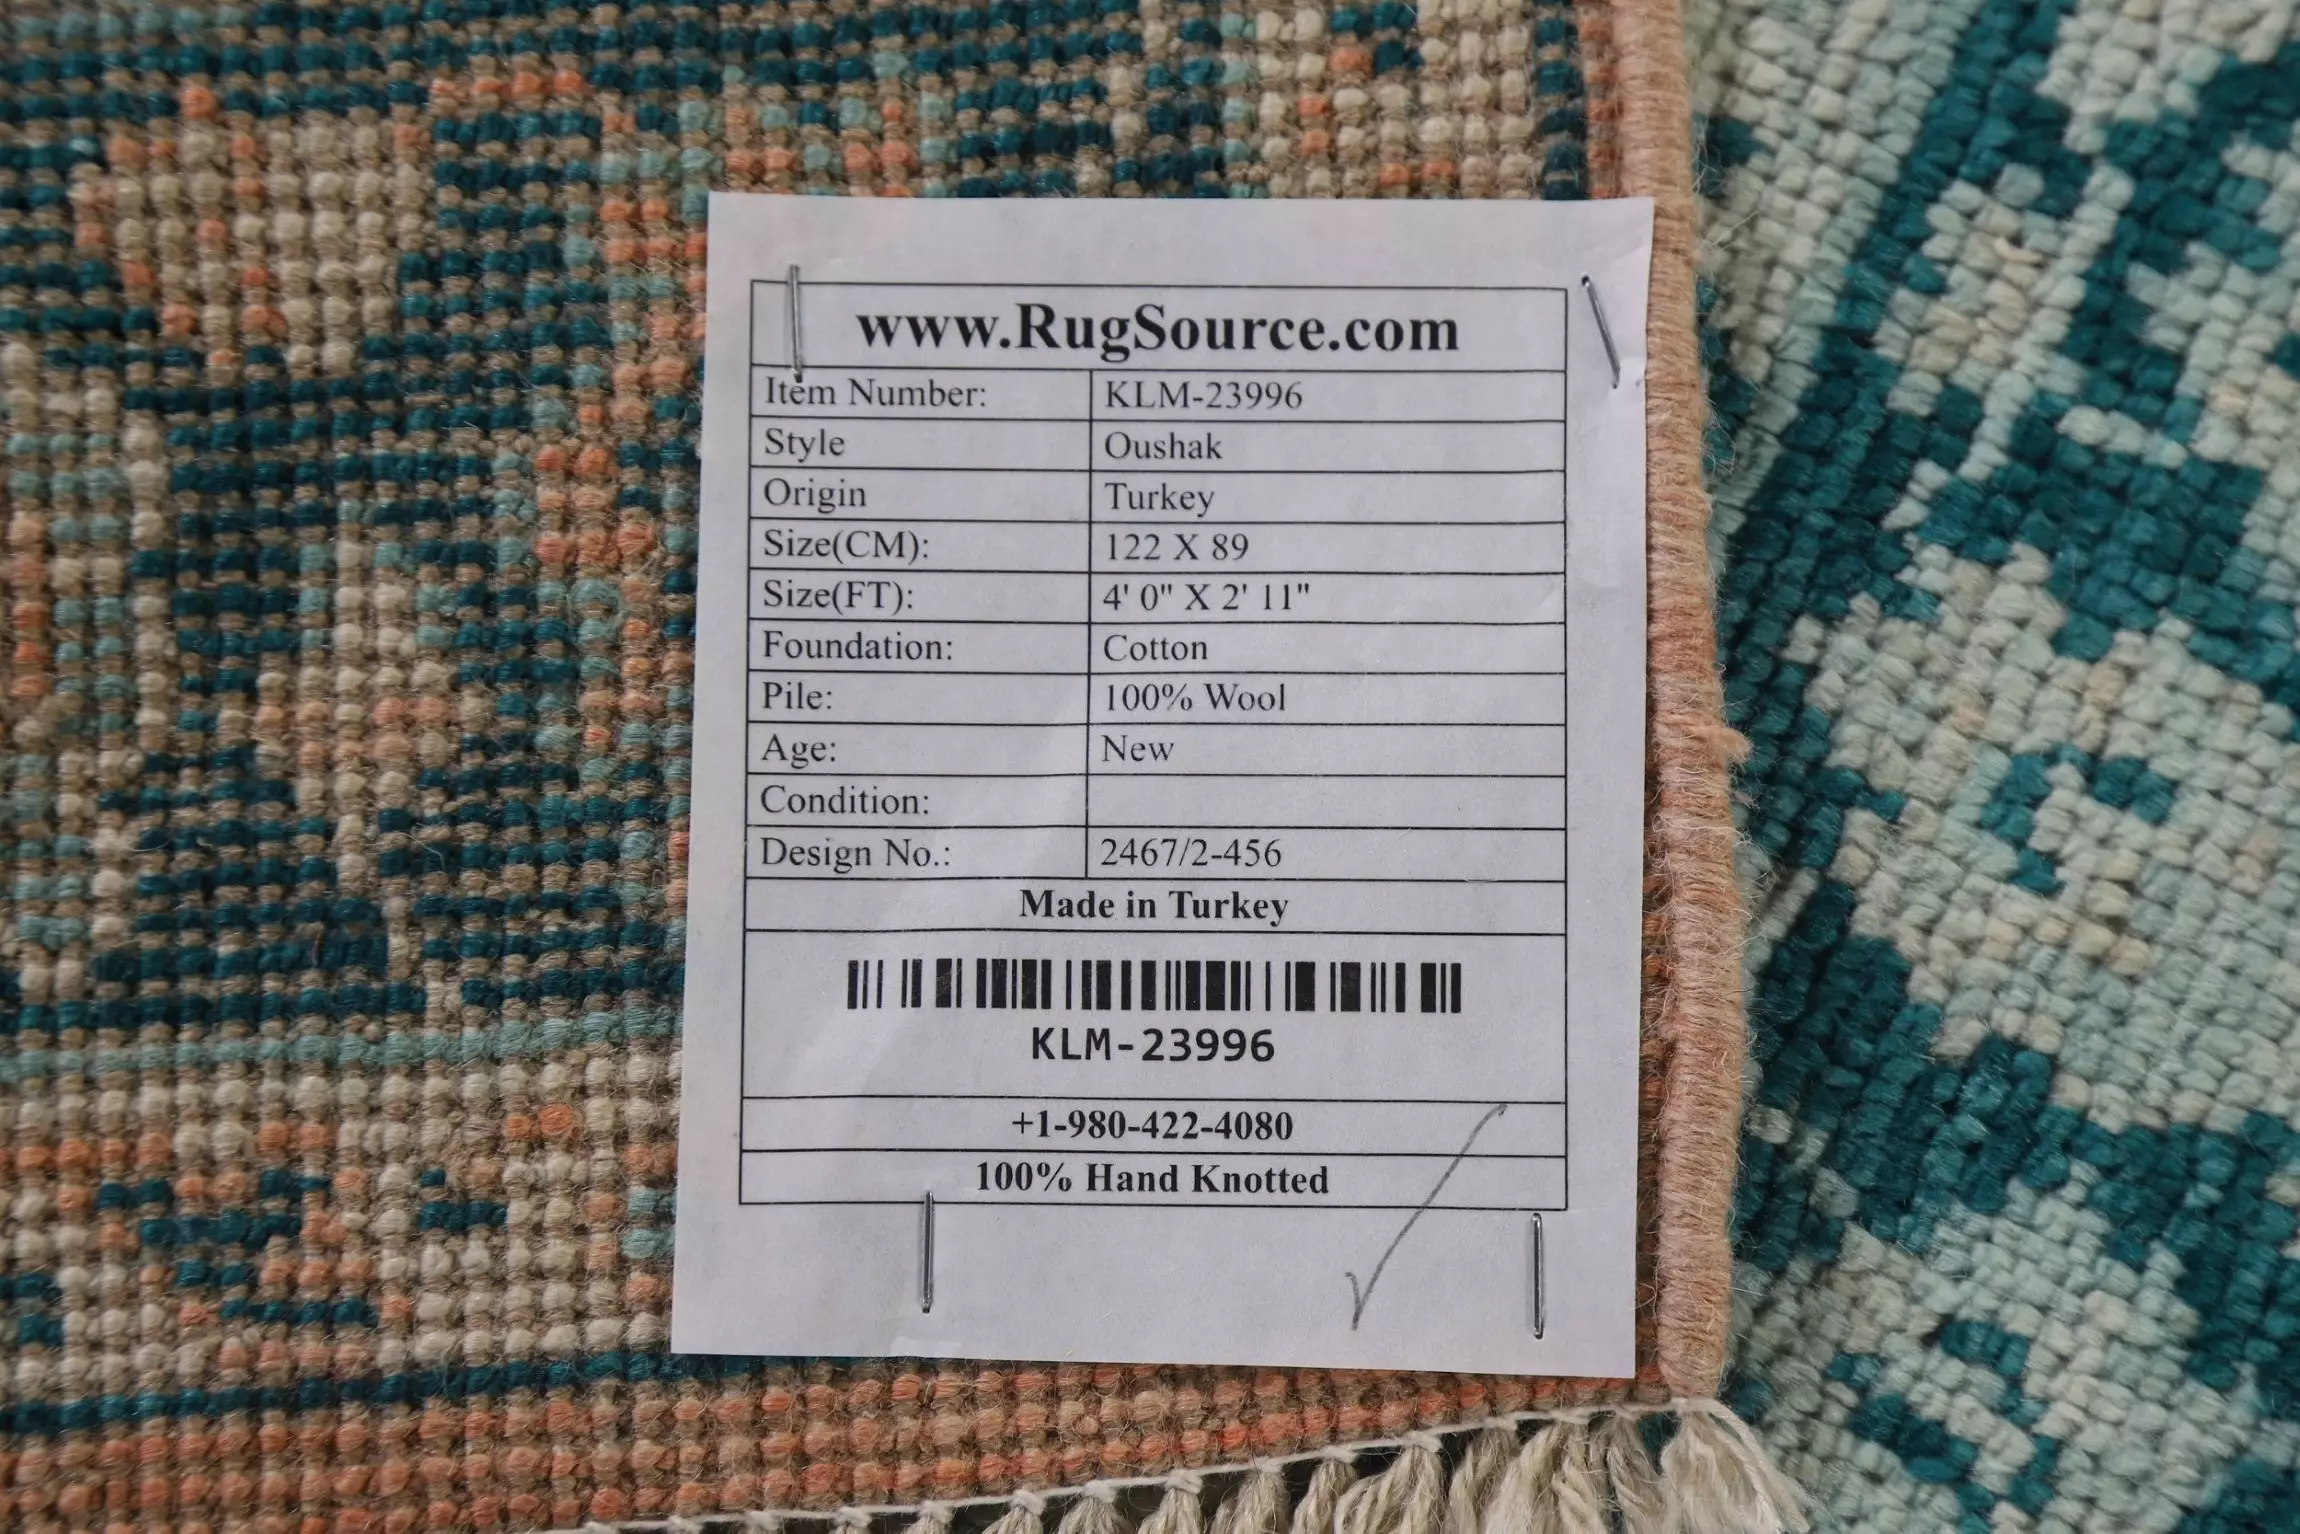 www.RugSource.com
Item Number: KLM-23996
Style Oushak
Origin Turkey
Size(CM): 122 X 89
Size(FT): 4' 0" X 2' 11"
Foundation: Cotton
Pile: 100% Wool
Age: New
Condition:
Design No.: 2467/2-456
Made in Turkey
KLM-23996
+1-980-422-4080
100% Hand Knotted